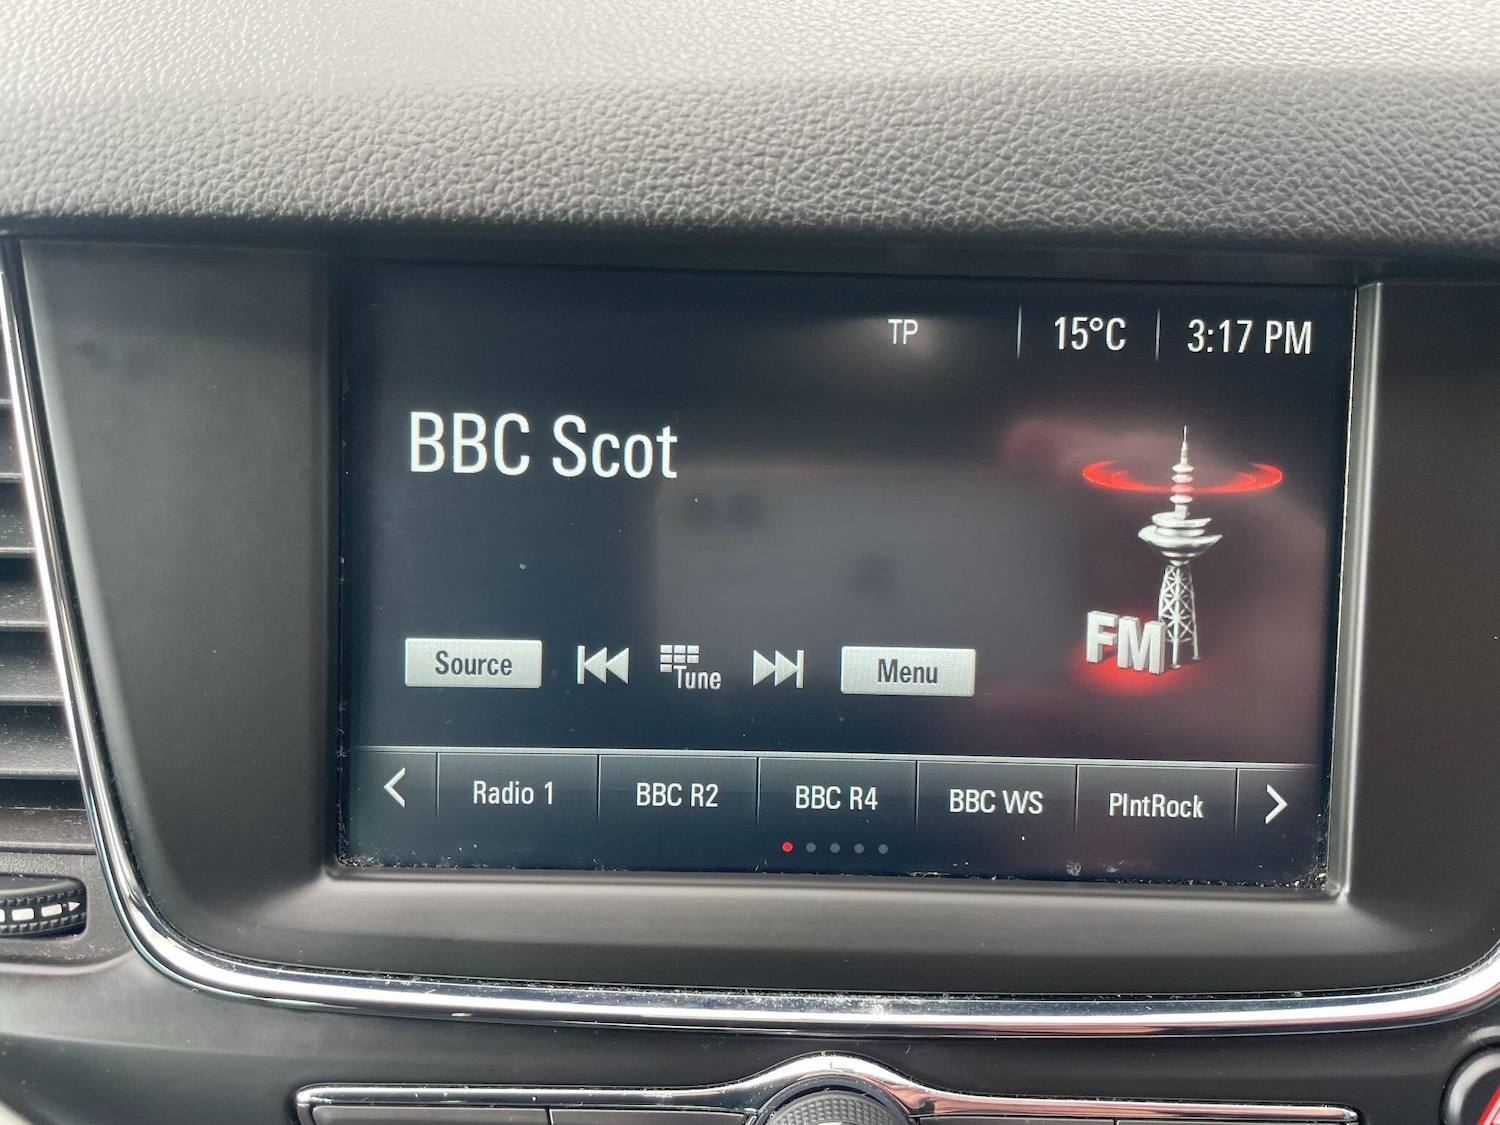 TP 15°C 3:17 PM
BBC Scot
FM
Source Tune Menu
Radio 1 BBC R2 BBC R4 BBC WS PlntRock